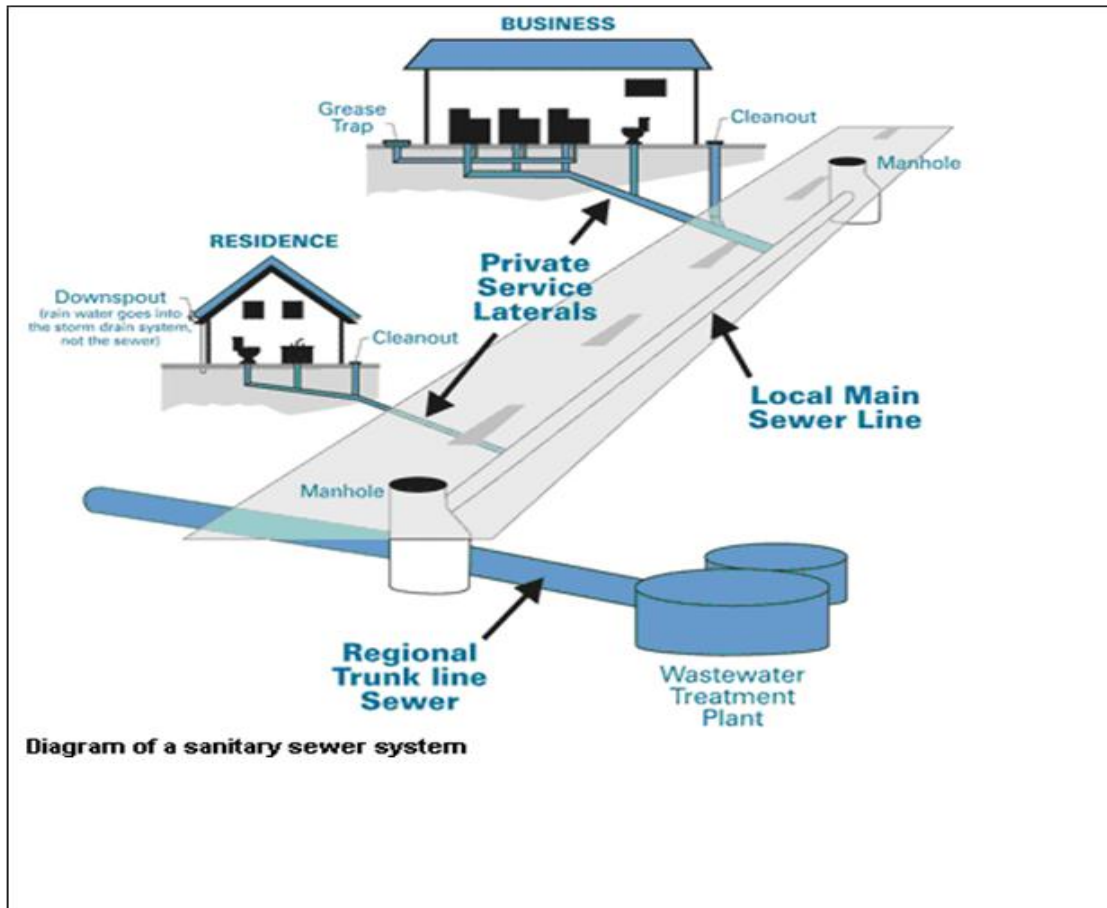 BUSINESS
Grease
Trap
Cleanout
Manhole
RESIDENCE
Private
Service
Laterals
Downspout
(rain water goes into
the storm drain system,
not the sewer)
Cleanout
Local Main
Sewer Line
Manhole
Regional
Trunk line
Sewer
Wastewater
Treatment
Plant
Diagram of a sanitary sewer system